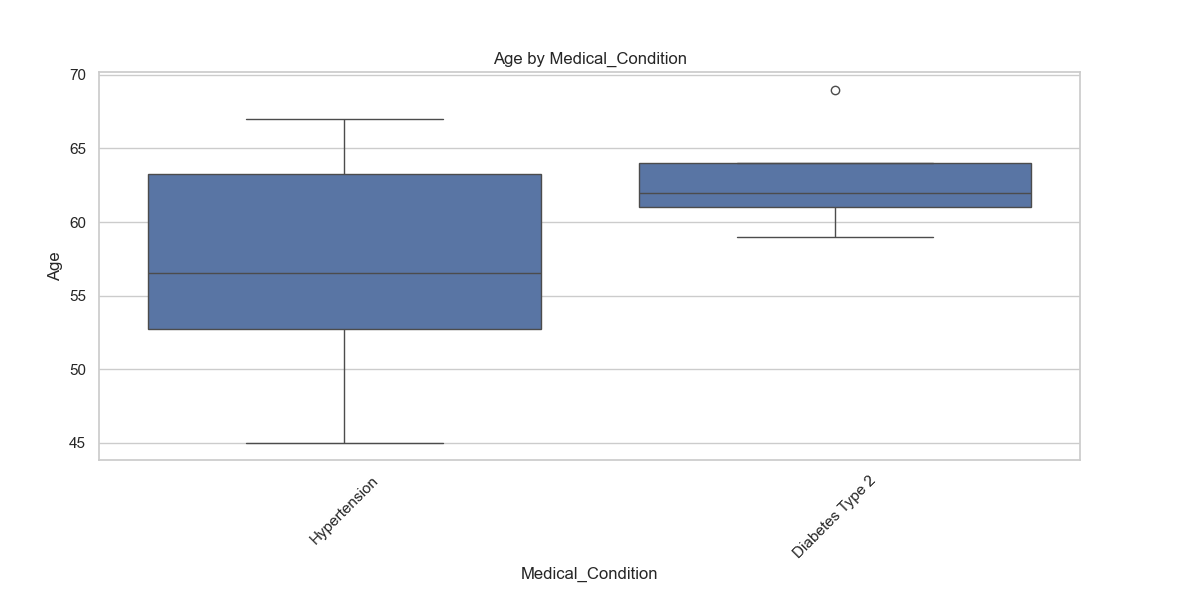 Age by Medical_Condition
70
65
60
55
50
45
Age
Hypertension
Diabetes Type 2
Medical_Condition